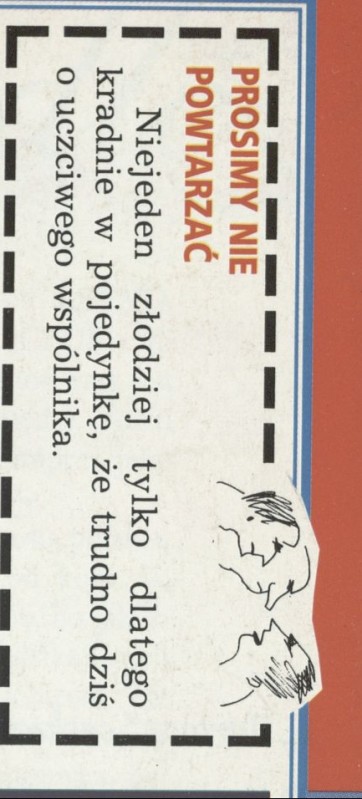 PROSIMY NIE
POWTARZAĆ
Niejeden złodziej tylko dlatego
kradnie w pojedynkę, że trudno dziś
o uczciwego wspólnika.